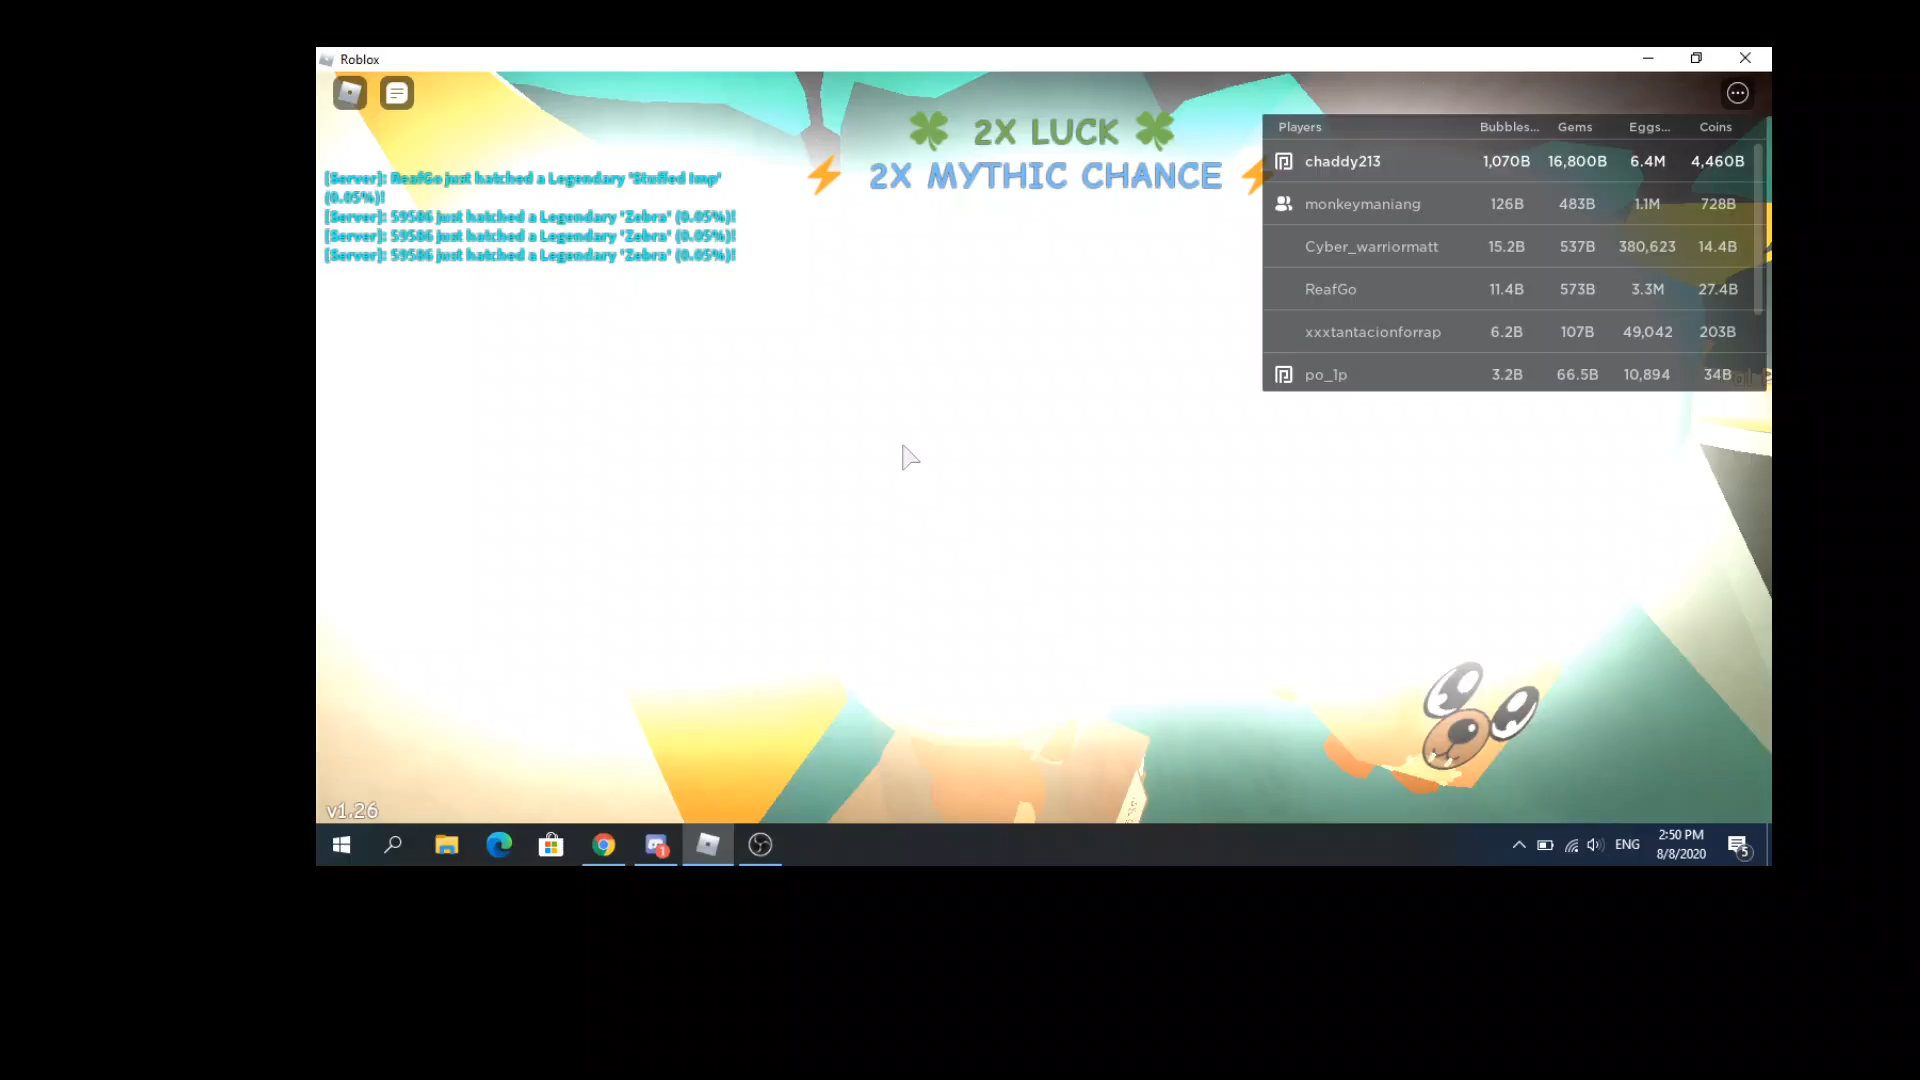 Roblox
2X LUCK
2X MYTHIC CHANCE
[Server]: ReafGo just hatched a Legendary 'Stuffed Imp'
(0.05%)!
[Server]: 59586 just hatched a Legendary 'Zebra' (0.05%)!
[Server]: 59586 just hatched a Legendary 'Zebra' (0.05%)!
[Server]: 59586 just hatched a Legendary 'Zebra' (0.05%)!
Players Bubbles... Gems Eggs... Coins
chaddy213 1,070B 16,800B 6.4M 4,460B
monkeymaniang 126B 483B 1.1M 728B
Cyber_warriormatt 15.2B 537B 380,623 14.4B
ReafGo 11.4B 573B 3.3M 27.4B
xxxtantacionforrap 6.2B 107B 49,042 203B
po_1p 3.2B 66.5B 10,894 34B
v1.26
1
ENG
2:50 PM
8/8/2020
5